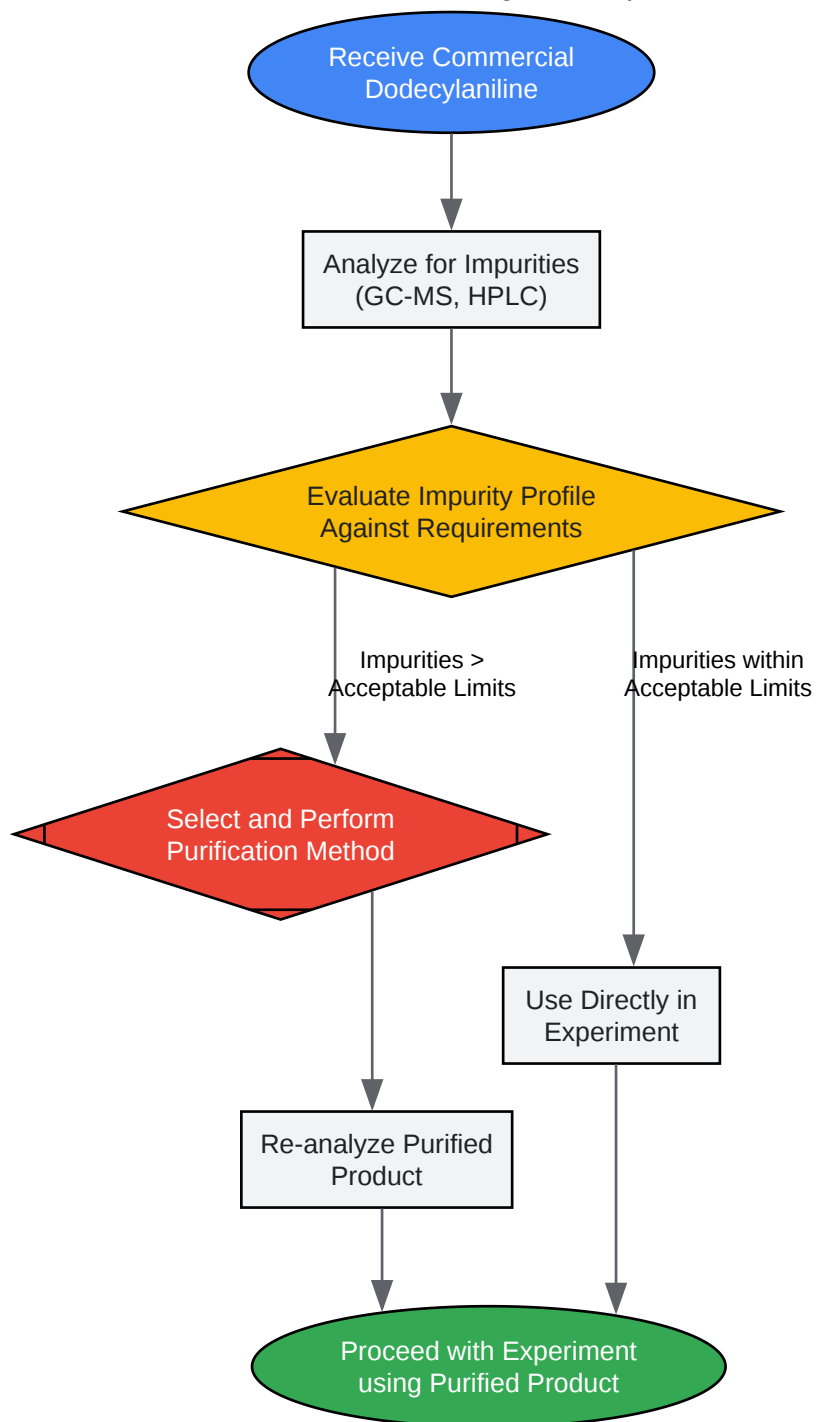 Receive Commercial
Dodecylaniline
Analyze for Impurities
(GC-MS, HPLC)
Evaluate Impurity Profile
Against Requirements
Impurities >
Acceptable Limits
Impurities within
Acceptable Limits
Select and Perform
Purification Method
Use Directly in
Experiment
Re-analyze Purified
Product
Proceed with Experiment
using Purified Product